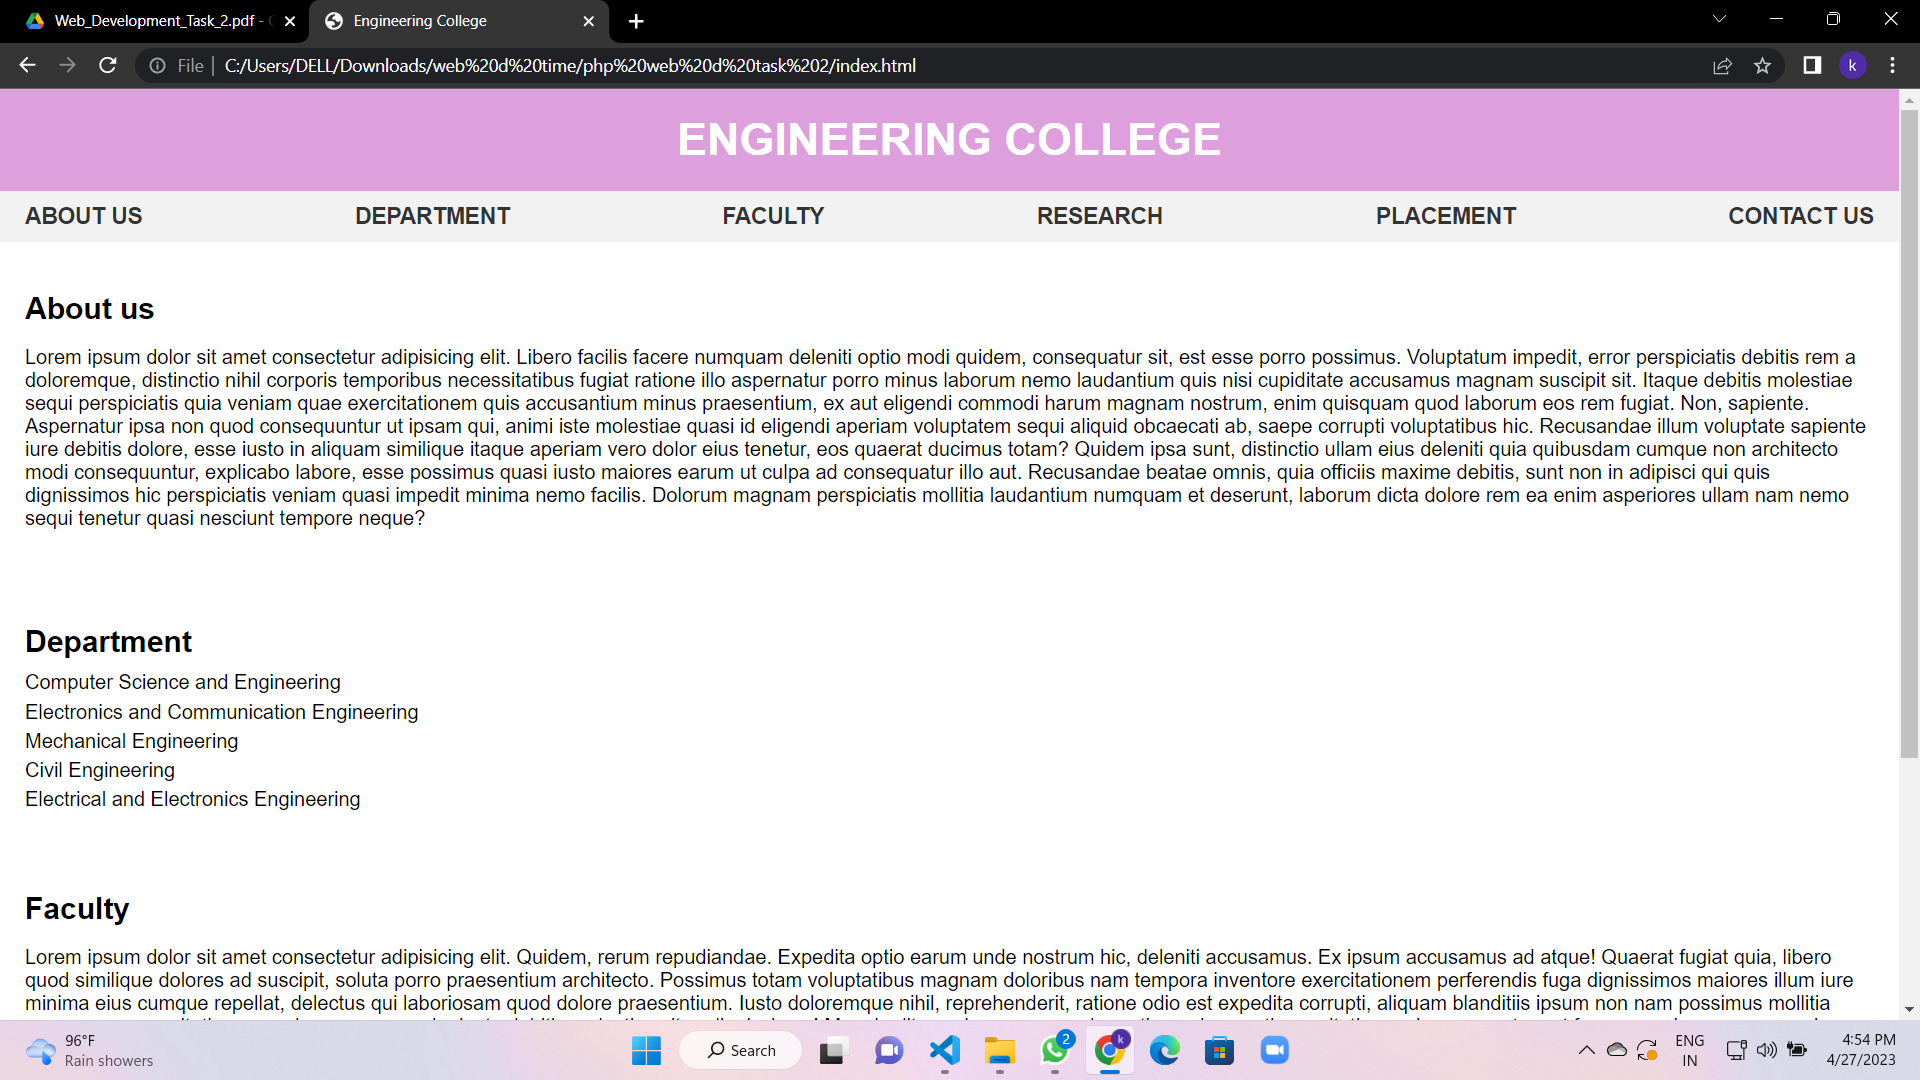 Web_Development_Task_2.pdf -
Engineering College
File
C:/Users/DELL/Downloads/web%20d%20time/php%20web%20d%20task%202/index.html
k
ENGINEERING COLLEGE
ABOUT US DEPARTMENT FACULTY RESEARCH PLACEMENT CONTACT US
About us
Lorem ipsum dolor sit amet consectetur adipisicing elit. Libero facilis facere numquam deleniti optio modi quidem, consequatur sit, est esse porro possimus. Voluptatum impedit, error perspiciatis debitis rem a
doloremque, distinctio nihil corporis temporibus necessitatibus fugiat ratione illo aspernatur porro minus laborum nemo laudantium quis nisi cupiditate accusamus magnam suscipit sit. Itaque debitis molestiae
sequi perspiciatis quia veniam quae exercitationem quis accusantium minus praesentium, ex aut eligendi commodi harum magnam nostrum, enim quisquam quod laborum eos rem fugiat. Non, sapiente.
Aspernatur ipsa non quod consequuntur ut ipsam qui, animi iste molestiae quasi id eligendi aperiam voluptatem sequi aliquid obcaecati ab, saepe corrupti voluptatibus hic. Recusandae illum voluptate sapiente
iure debitis dolore, esse iusto in aliquam similique itaque aperiam vero dolor eius tenetur, eos quaerat ducimus totam? Quidem ipsa sunt, distinctio ullam eius deleniti quia quibusdam cumque non architecto
modi consequuntur, explicabo labore, esse possimus quasi iusto maiores earum ut culpa ad consequatur illo aut. Recusandae beatae omnis, quia officiis maxime debitis, sunt non in adipisci qui quis
dignissimos hic perspiciatis veniam quasi impedit minima nemo facilis. Dolorum magnam perspiciatis mollitia laudantium numquam et deserunt, laborum dicta dolore rem ea enim asperiores ullam nam nemo
sequi tenetur quasi nesciunt tempore neque?
Department
Computer Science and Engineering
Electronics and Communication Engineering
Mechanical Engineering
Civil Engineering
Electrical and Electronics Engineering
Faculty
Lorem ipsum dolor sit amet consectetur adipisicing elit. Quidem, rerum repudiandae. Expedita optio earum unde nostrum hic, deleniti accusamus. Ex ipsum accusamus ad atque! Quaerat fugiat quia, libero
quod similique dolores ad suscipit, soluta porro praesentium architecto. Possimus totam voluptatibus magnam doloribus nam tempora inventore exercitationem perferendis fuga dignissimos maiores illum iure
minima eius cumque repellat, delectus qui laboriosam quod dolore praesentium. Iusto doloremque nihil, reprehenderit, ratione odio est expedita corrupti, aliquam blanditiis ipsum non nam possimus mollitia
96°F
Rain showers
Search
2
k
ENG
IN
4:54 PM
4/27/2023